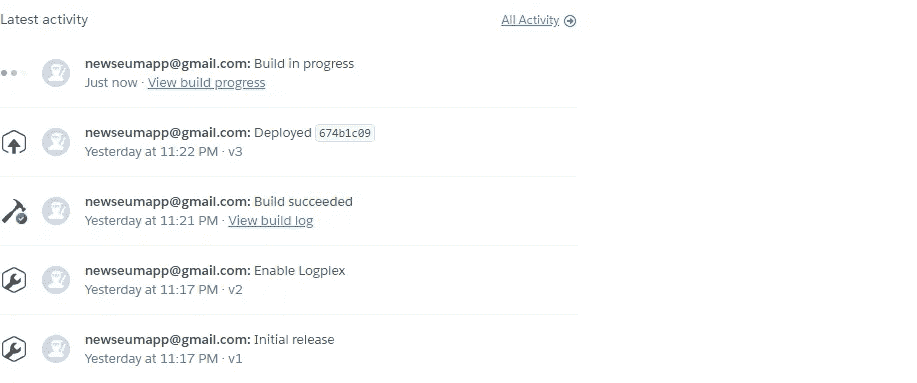 Latest activity
All Activity
newseumapp@gmail.com: Build in progress
Just now · View build progress
newseumapp@gmail.com: Deployed 674b1c09
Yesterday at 11:22 PM · v3
newseumapp@gmail.com: Build succeeded
Yesterday at 11:21 PM · View build log
newseumapp@gmail.com: Enable Logplex
Yesterday at 11:17 PM · v2
newseumapp@gmail.com: Initial release
Yesterday at 11:17 PM · v1